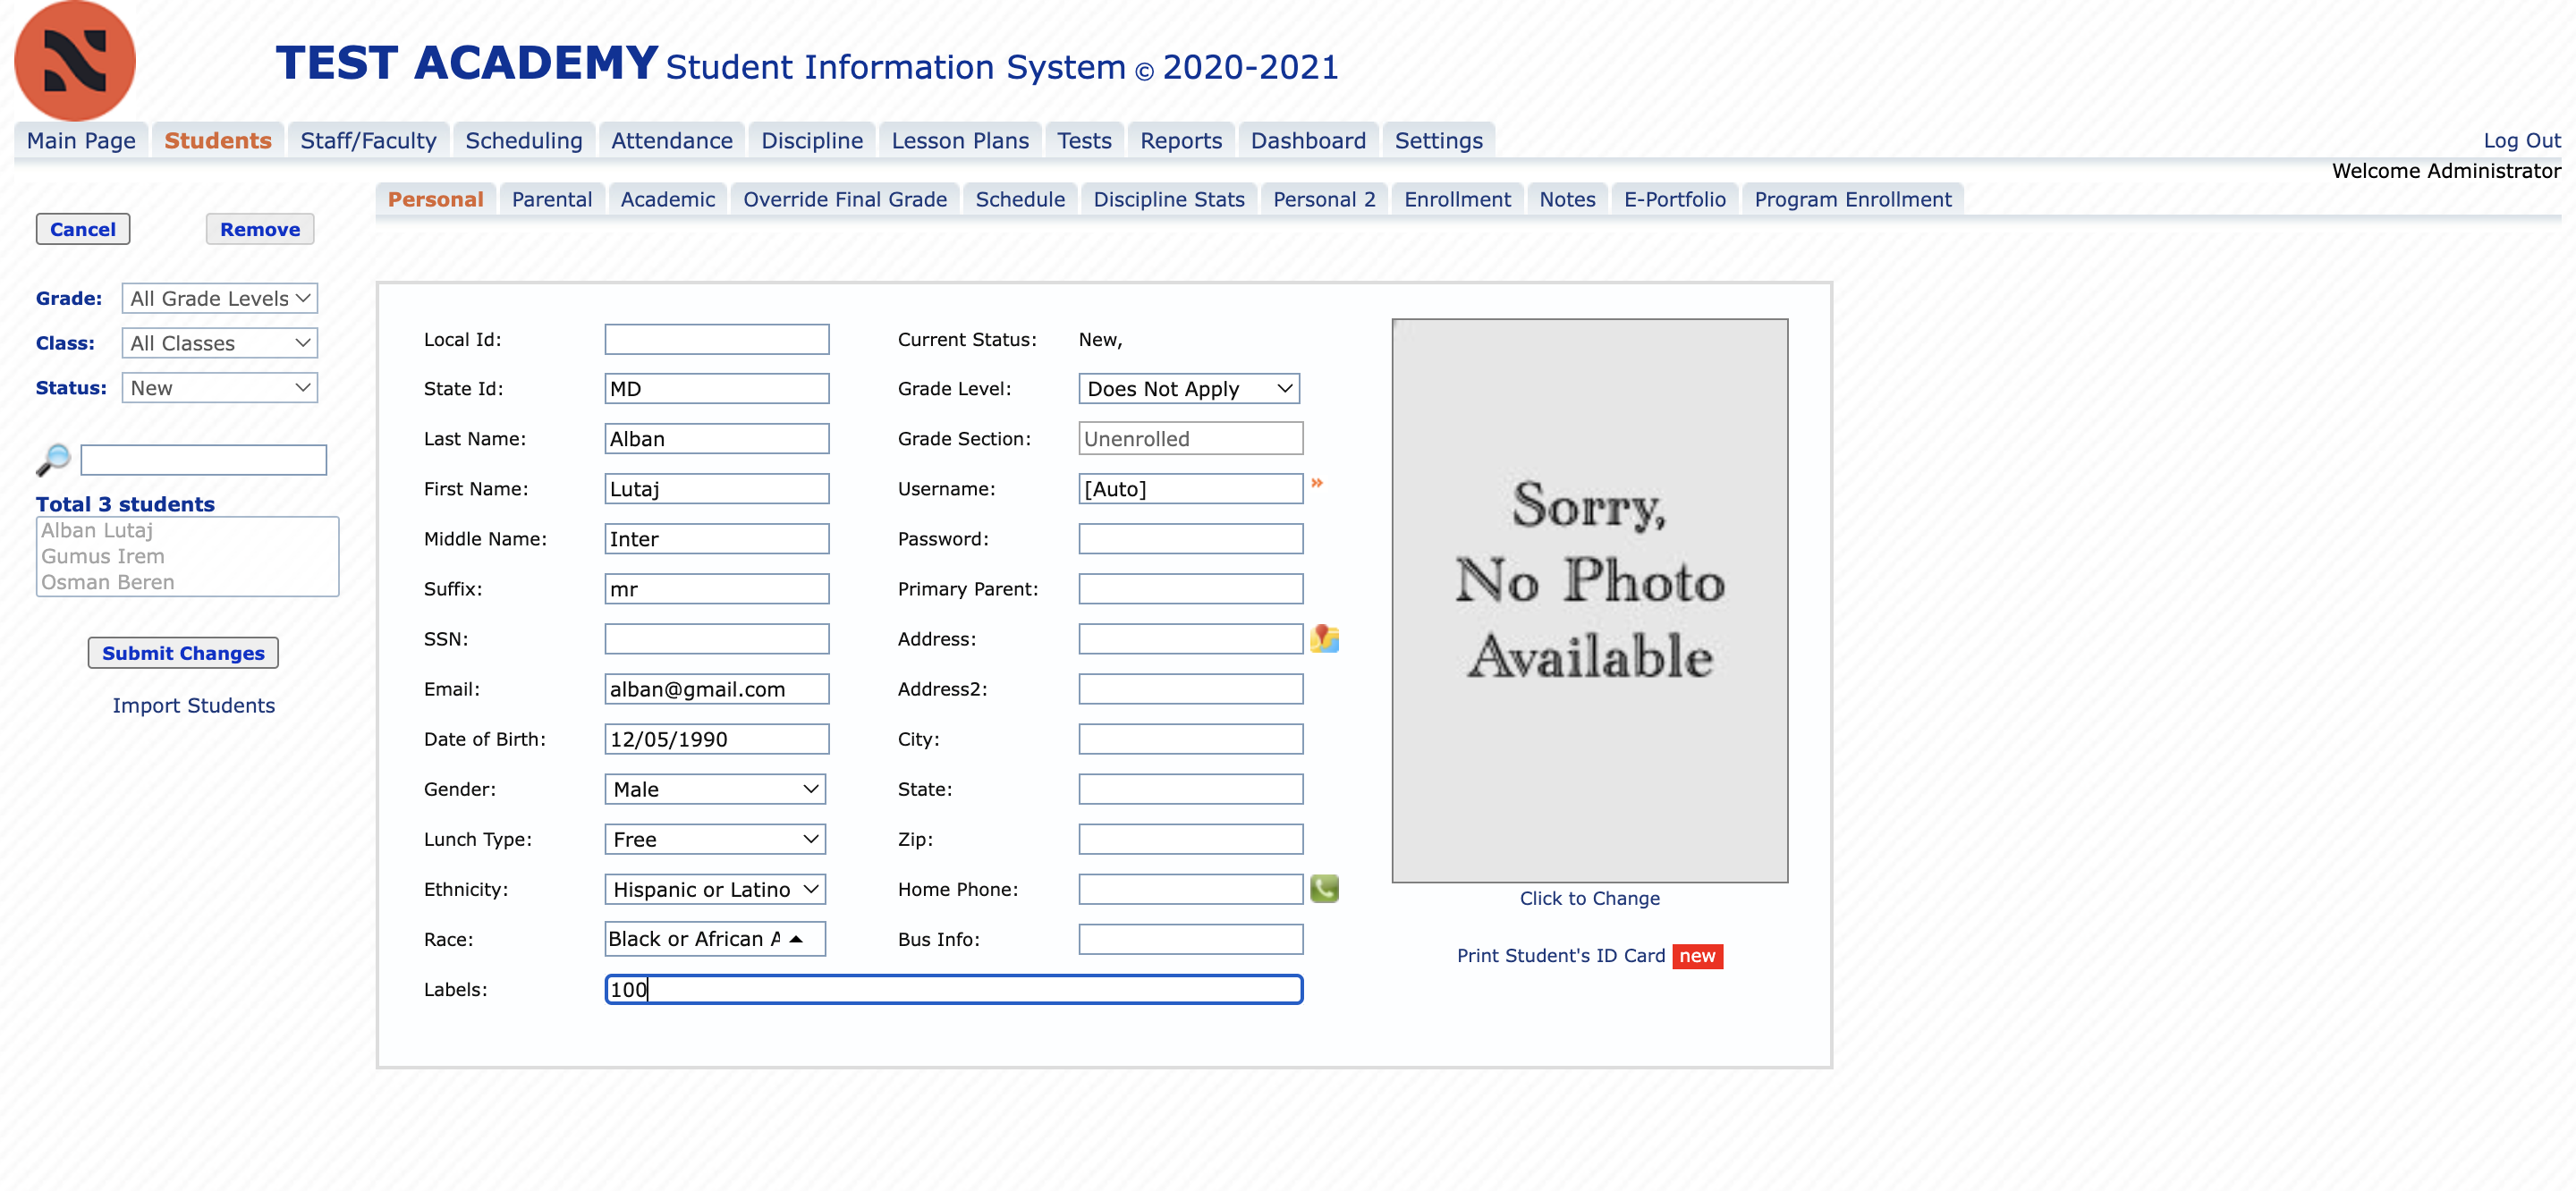 TEST ACADEMY Student Information System © 2020-2021
Main Page Students Staff/Faculty Scheduling Attendance Discipline Lesson Plans Tests Reports Dashboard Settings Log Out
Welcome Administrator
Personal Parental Academic Override Final Grade Schedule Discipline Stats Personal 2 Enrollment Notes E-Portfolio Program Enrollment
Cancel Remove
Grade: All Grade Levels
Class: All Classes
Status: New
Total 3 students
Alban Lutaj
Gumus Irem
Osman Beren
Submit Changes
Import Students
Local Id: Current Status: New,
State Id: MD Grade Level: Does Not Apply
Last Name: Alban Grade Section: Unenrolled
First Name: Lutaj Username: [Auto] »
Middle Name: Inter Password:
Suffix: mr Primary Parent:
SSN: Address:
Email: alban@gmail.com Address2:
Date of Birth: 12/05/1990 City:
Gender: Male State:
Lunch Type: Free Zip:
Ethnicity: Hispanic or Latino Home Phone:
Race: Black or African A Bus Info:
Labels: 100
Sorry,
No Photo
Available
Click to Change
Print Student's ID Card new